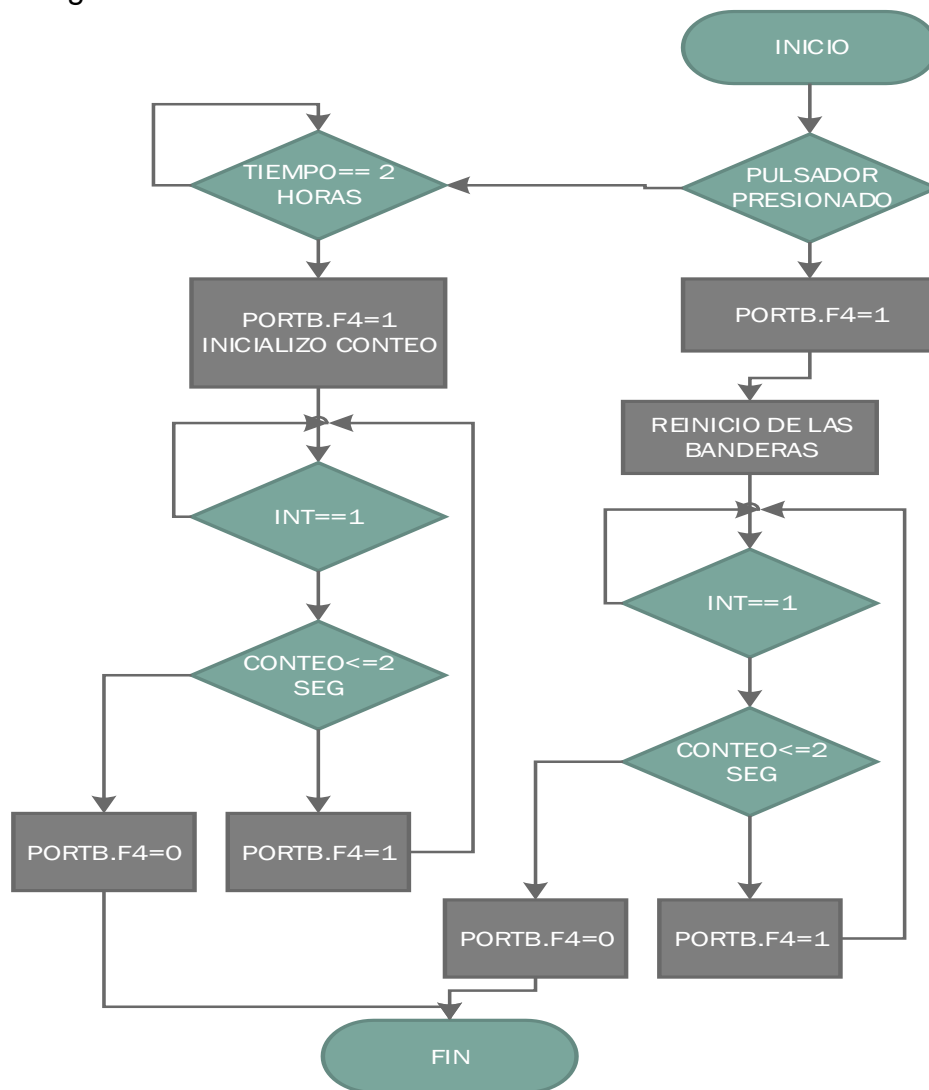 INICIO
TIEMPO== 2
HORAS
PULSADOR
PRESIONADO
PORTB.F4=1
INICIALIZO CONTEO
PORTB.F4=1
REINICIO DE LAS
BANDERAS
INT==1
INT==1
CONTEO<=2
SEG
CONTEO<=2
SEG
PORTB.F4=0
PORTB.F4=1
PORTB.F4=0
PORTB.F4=1
FIN